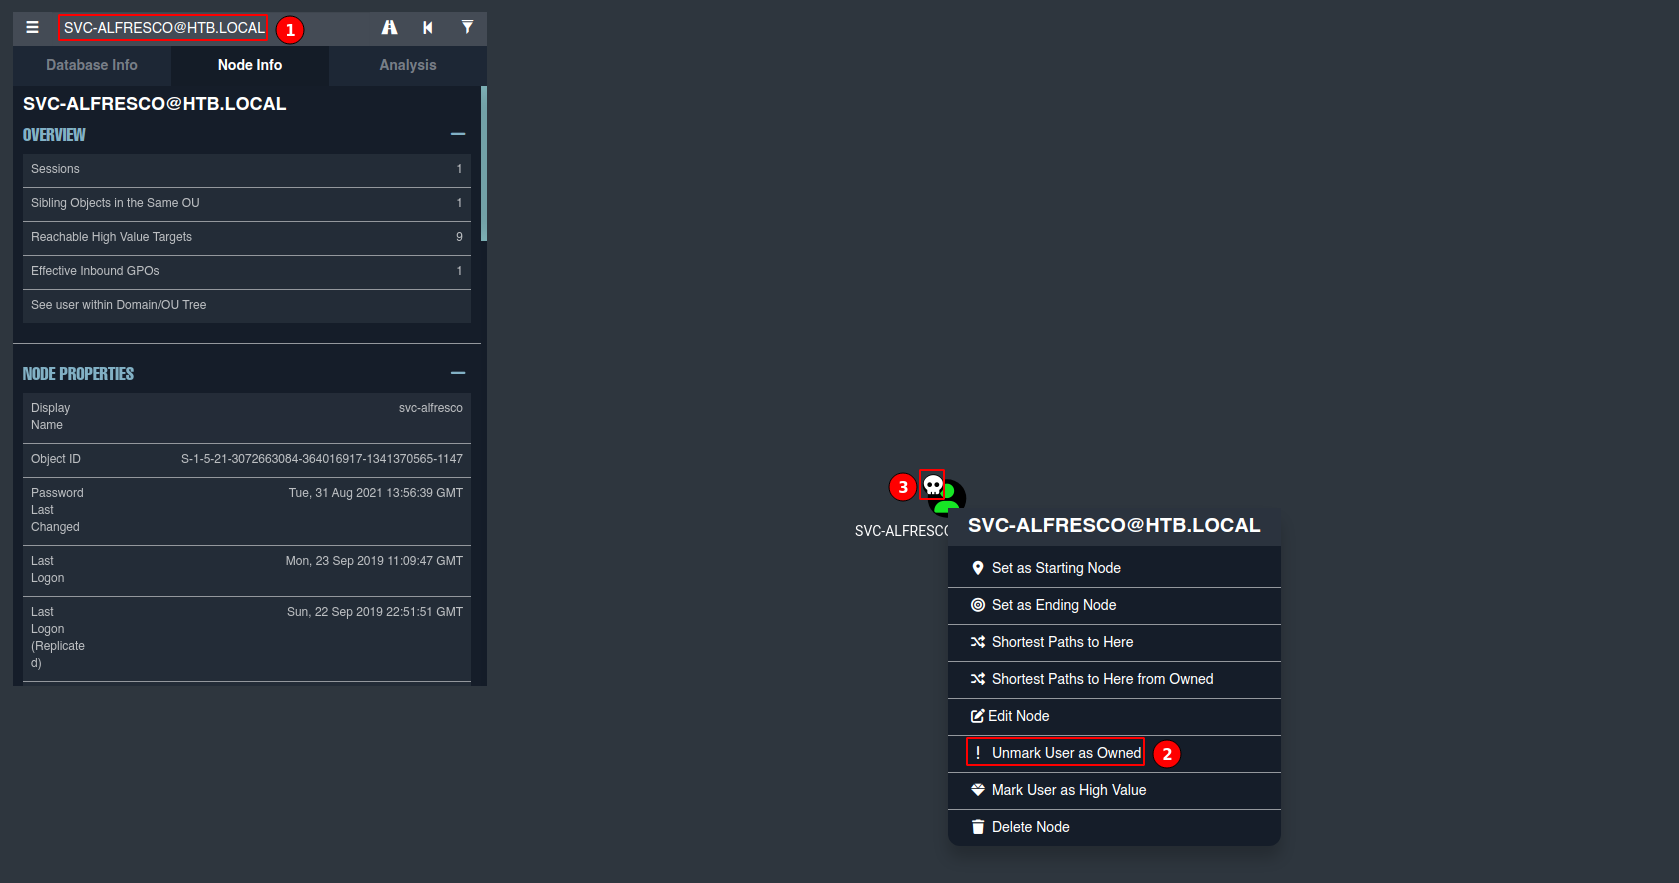 SVC-ALFRESCO@HTB.LOCAL
1
Database Info
Node Info
Analysis
SVC-ALFRESCO@HTB.LOCAL
OVERVIEW
Sessions 1
Sibling Objects in the Same OU 1
Reachable High Value Targets 9
Effective Inbound GPOs 1
See user within Domain/OU Tree
NODE PROPERTIES
Display svc-alfresco
Name
Object ID S-1-5-21-3072663084-364016917-1341370565-1147
Password Tue, 31 Aug 2021 13:56:39 GMT
Last
Changed
Last Mon, 23 Sep 2019 11:09:47 GMT
Logon
Last Sun, 22 Sep 2019 22:51:51 GMT
Logon
(Replicate
d)
3
SVC-ALFRESCO
SVC-ALFRESCO@HTB.LOCAL
Set as Starting Node
Set as Ending Node
Shortest Paths to Here
Shortest Paths to Here from Owned
Edit Node
! Unmark User as Owned
2
Mark User as High Value
Delete Node